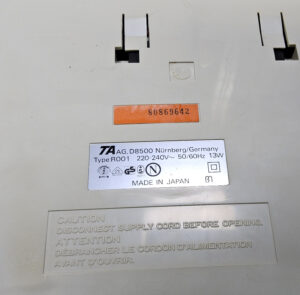 80865642
TA AG, D8500 Nürnberg/Germany
Type R001 220-240V~ 50/60Hz 13W
MADE IN JAPAN
CAUTION
DISCONNECT SUPPLY CORD BEFORE OPENING.
ATTENTION
DEBRANCHER LE CORDON D'ALIMENTATION
AVANT D'OUVRIR.